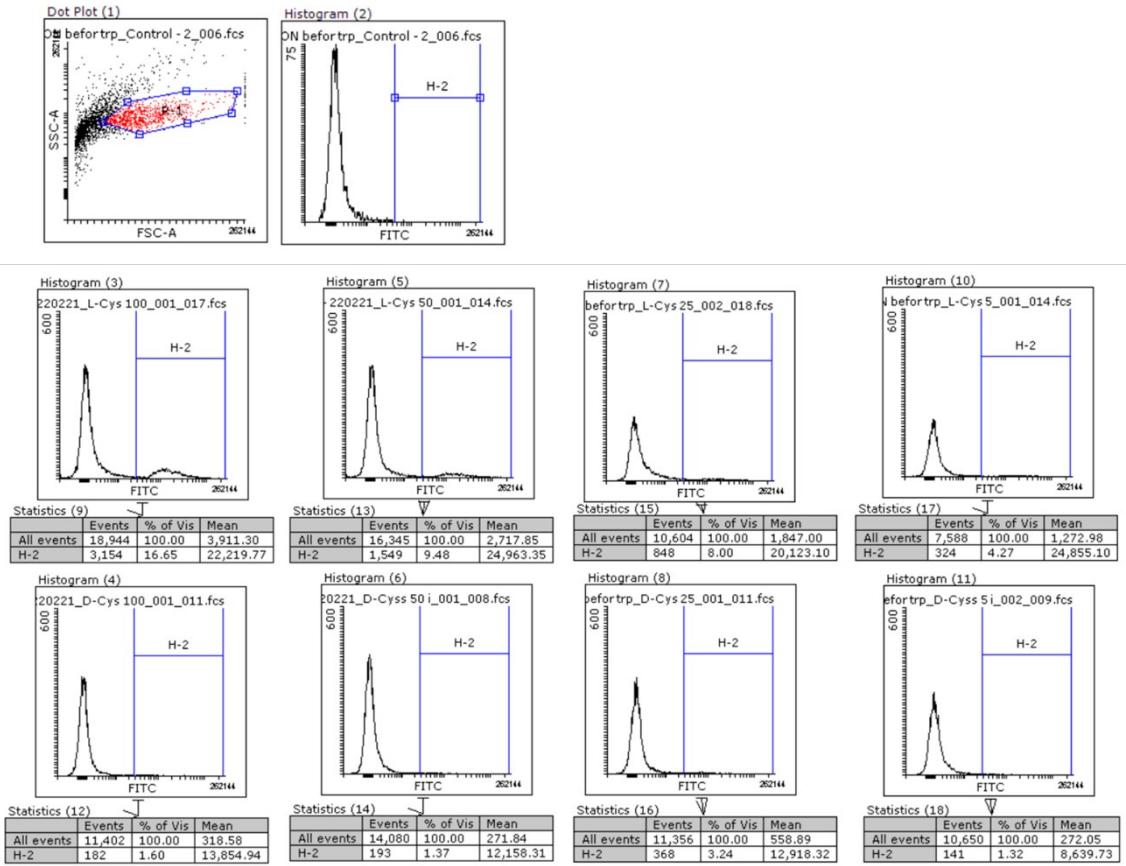 Dot Plot (1)
ON befortrp_Control - 2_006.fcs
262144
SSC-A
P-1
FSC-A
262144
Histogram (2)
ON befortrp_Control - 2_006.fcs
75
H-2
FITC
262144
Histogram (3)
220221_L-Cys 100_001_017.fcs
600
H-2
FITC
262144
Statistics (9)
Events % of Vis Mean
All events 18,944 100.00 3,911.30
H-2 3,154 16.65 22,219.77
Histogram (5)
- 220221_L-Cys 50_001_014.fcs
600
H-2
FITC
262144
Statistics (13)
Events % of Vis Mean
All events 16,345 100.00 2,717.85
H-2 1,549 9.48 24,963.35
Histogram (7)
befortrp_L-Cys 25_002_018.fcs
600
H-2
FITC
262144
Statistics (15)
Events % of Vis Mean
All events 10,604 100.00 1,847.00
H-2 848 8.00 20,123.10
Histogram (10)
befortrp_L-Cys 5_001_014.fcs
600
H-2
FITC
262144
Statistics (17)
Events % of Vis Mean
All events 7,588 100.00 1,272.98
H-2 324 4.27 24,855.10
Histogram (4)
20221_D-Cys 100_001_011.fcs
600
H-2
FITC
262144
Statistics (12)
Events % of Vis Mean
All events 11,402 100.00 318.58
H-2 182 1.60 13,854.94
Histogram (6)
20221_D-Cyss 50 i_001_008.fcs
600
H-2
FITC
262144
Statistics (14)
Events % of Vis Mean
All events 14,080 100.00 271.84
H-2 193 1.37 12,158.31
Histogram (8)
befortrp_D-Cys 25_001_011.fcs
600
H-2
FITC
262144
Statistics (16)
Events % of Vis Mean
All events 11,356 100.00 558.89
H-2 368 3.24 12,918.32
Histogram (11)
efortrp_D-Cyss 5 i_002_009.fcs
600
H-2
FITC
262144
Statistics (18)
Events % of Vis Mean
All events 10,650 100.00 272.05
H-2 141 1.32 8,639.73